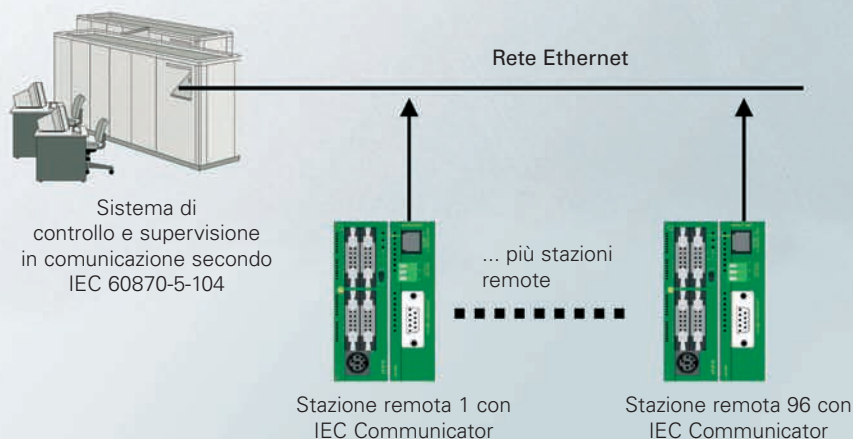 Rete Ethernet
Sistema di
controllo e supervisione
in comunicazione secondo
IEC 60870-5-104
... più stazioni
remote
Stazione remota 1 con
IEC Communicator
Stazione remota 96 con
IEC Communicator